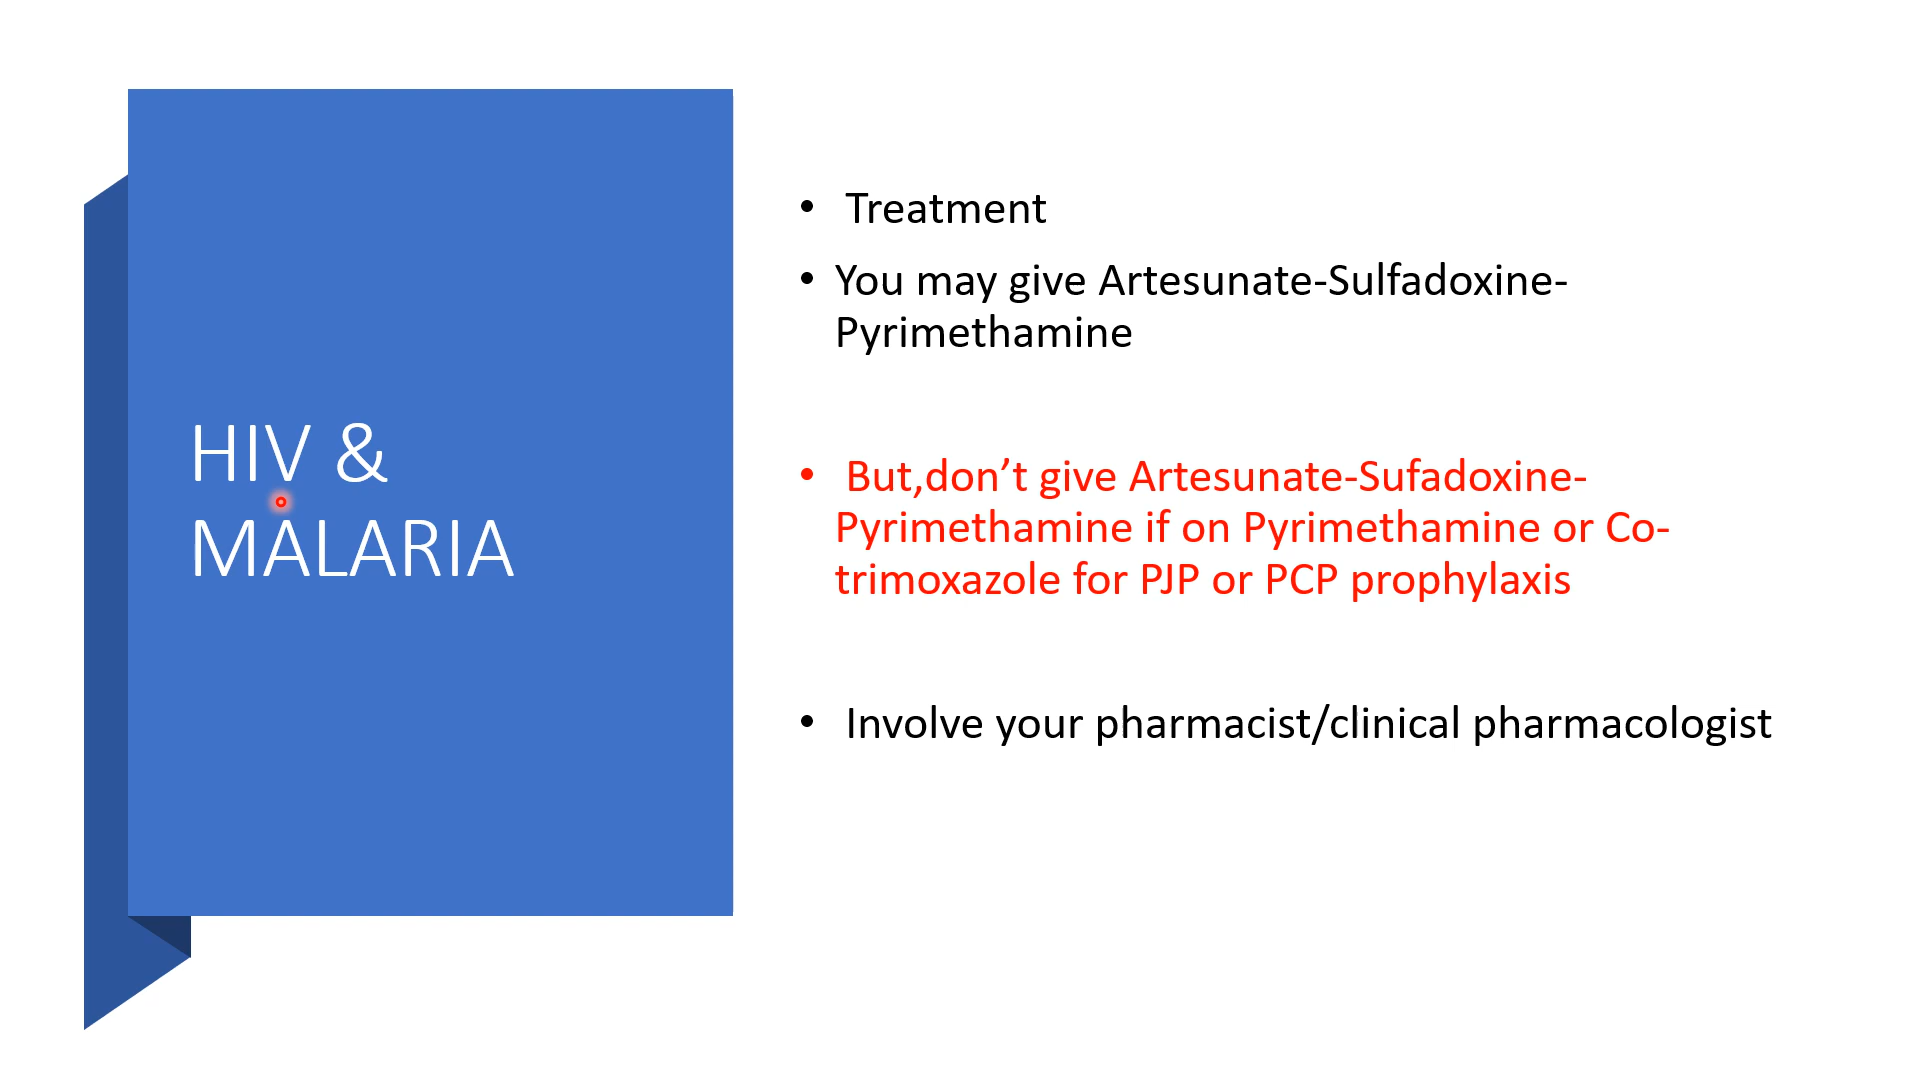 HIV &
MALARIA
• Treatment
• You may give Artesunate-Sulfadoxine-
Pyrimethamine
• But,don’t give Artesunate-Sufadoxine-
Pyrimethamine if on Pyrimethamine or Co-
trimoxazole for PJP or PCP prophylaxis
• Involve your pharmacist/clinical pharmacologist